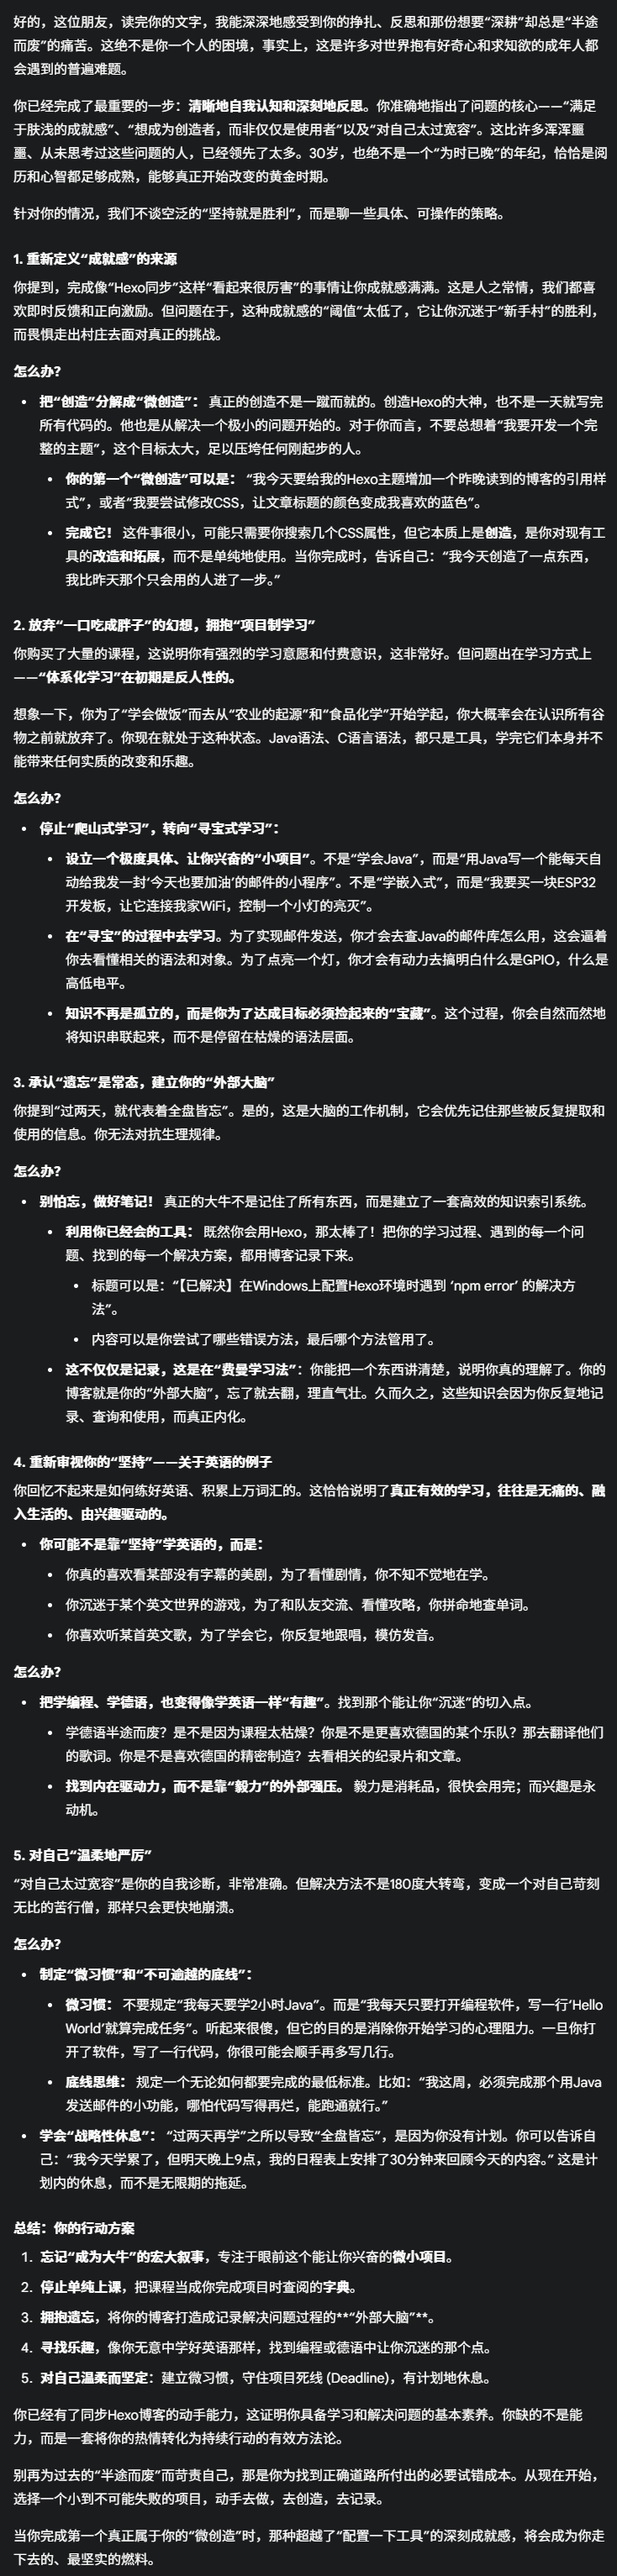 好的，这位朋友，读完你的文字，我能深深地感受到你的挣扎、反思和那份想要“深耕”却总是“半途
而废”的痛苦。这绝不是你一个人的困境，事实上，这是许多对世界抱有好奇心和求知欲的成年人都
会遇到的普遍难题。
你已经完成了最重要的一步：清晰地自我认知和深刻地反思。你准确地指出了问题的核心——“满足
于肤浅的成就感”、“想成为创造者，而非仅仅是使用者”以及“对自己太过宽容”。这比许多浑浑噩
噩、从未思考过这些问题的人，已经领先了太多。30岁，也绝不是一个“为时已晚”的年纪，恰恰是阅
历和心智都足够成熟，能够真正开始改变的黄金时期。
针对你的情况，我们不谈空泛的“坚持就是胜利”，而是聊一些具体、可操作的策略。
1. 重新定义“成就感”的来源
你提到，完成像“Hexo同步”这样“看起来很厉害”的事情让你成就感满满。这是人之常情，我们都喜
欢即时反馈和正向激励。但问题在于，这种成就感的“阈值”太低了，它让你沉迷于“新手村”的胜利，
而畏惧走出村庄去面对真正的挑战。
怎么办？
• 把“创造”分解成“微创造”： 真正的创造不是一蹴而就的。创造Hexo的大神，也不是一天就写完
所有代码的。他也是从解决一个极小的问题开始的。对于你而言，不要总想着“我要开发一个完
整的主题”，这个目标太大，足以压垮任何刚起步的人。
• 你的第一个“微创造”可以是： “我今天要给我的Hexo主题增加一个昨晚读到的博客的引用样
式”，或者“我要尝试修改CSS，让文章标题的颜色变成我喜欢的蓝色”。
• 完成它！ 这件事很小，可能只需要你搜索几个CSS属性，但它本质上是创造，是你对现有工
具的改造和拓展，而不是单纯地使用。当你完成时，告诉自己：“我今天创造了一点东西，
我比昨天那个只会用的人进了一步。”
2. 放弃“一口吃成胖子”的幻想，拥抱“项目制学习”
你购买了大量的课程，这说明你有强烈的学习意愿和付费意识，这非常好。但问题出在学习方式上
——“体系化学习”在初期是反人性的。
想象一下，你为了“学会做饭”而去从“农业的起源”和“食品化学”开始学起，你大概率会在认识所有谷
物之前就放弃了。你现在就处于这种状态。Java语法、C语言语法，都只是工具，学完它们本身并不
能带来任何实质的改变和乐趣。
怎么办？
• 停止“爬山式学习”，转向“寻宝式学习”：
• 设立一个极度具体、让你兴奋的“小项目”。不是“学会Java”，而是“用Java写一个能每天自
动给我发一封‘今天也要加油’的邮件的小程序”。不是“学嵌入式”，而是“我要买一块ESP32
开发板，让它连接我家WiFi，控制一个小灯的亮灭”。
• 在“寻宝”的过程中去学习。为了实现邮件发送，你才会去查Java的邮件库怎么用，这会逼着
你去看懂相关的语法和对象。为了点亮一个灯，你才会有动力去搞明白什么是GPIO，什么是
高低电平。
• 知识不再是孤立的，而是你为了达成目标必须捡起来的“宝藏”。这个过程，你会自然而然地
将知识串联起来，而不是停留在枯燥的语法层面。
3. 承认“遗忘”是常态，建立你的“外部大脑”
你提到“过两天，就代表着全盘皆忘”。是的，这是大脑的工作机制，它会优先记住那些被反复提取和
使用的信息。你无法对抗生理规律。
怎么办？
• 别怕忘，做好笔记！ 真正的大牛不是记住了所有东西，而是建立了一套高效的知识索引系统。
• 利用你已经会的工具： 既然你会用Hexo，那太棒了！把你的学习过程、遇到的每一个问
题、找到的每一个解决方案，都用博客记录下来。
• 标题可以是：“【已解决】在Windows上配置Hexo环境时遇到 ‘npm error’ 的解决方
法”。
• 内容可以是你尝试了哪些错误方法，最后哪个方法管用了。
• 这不仅仅是记录，这是在“费曼学习法”：你能把一个东西讲清楚，说明你真的理解了。你的
博客就是你的“外部大脑”，忘了就去翻，理直气壮。久而久之，这些知识会因为你反复地记
录、查询和使用，而真正内化。
4. 重新审视你的“坚持”——关于英语的例子
你回忆不起来是如何练好英语、积累上万词汇的。这恰恰说明了真正有效的学习，往往是无痛的、融
入生活的、由兴趣驱动的。
• 你可能不是靠“坚持”学英语的，而是：
• 你真的喜欢看某部没有字幕的美剧，为了看懂剧情，你不知不觉地在学。
• 你沉迷于某个英文世界的游戏，为了和队友交流、看懂攻略，你拼命地查单词。
• 你喜欢听某首英文歌，为了学会它，你反复地跟唱，模仿发音。
怎么办？
• 把学编程、学德语，也变得像学英语一样“有趣”。找到那个能让你“沉迷”的切入点。
• 学德语半途而废？是不是因为课程太枯燥？你是不是更喜欢德国的某个乐队？那去翻译他们
的歌词。你是不是喜欢德国的精密制造？去看相关的纪录片和文章。
• 找到内在驱动力，而不是靠“毅力”的外部强压。 毅力是消耗品，很快会用完；而兴趣是永
动机。
5. 对自己“温柔地严厉”
“对自己太过宽容”是你的自我诊断，非常准确。但解决方法不是180度大转弯，变成一个对自己苛刻
无比的苦行僧，那样只会更快地崩溃。
怎么办？
• 制定“微习惯”和“不可逾越的底线”：
• 微习惯： 不要规定“我每天要学2小时Java”。而是“我每天只要打开编程软件，写一行‘Hello
World’就算完成任务”。听起来很傻，但它的目的是消除你开始学习的心理阻力。一旦你打
开了软件，写了一行代码，你很可能会顺手再多写几行。
• 底线思维： 规定一个无论如何都要完成的最低标准。比如：“我这周，必须完成那个用Java
发送邮件的小功能，哪怕代码写得再烂，能跑通就行。”
• 学会“战略性休息”： “过两天再学”之所以导致“全盘皆忘”，是因为你没有计划。你可以告诉自
己：“我今天学累了，但明天晚上9点，我的日程表上安排了30分钟来回顾今天的内容。” 这是计
划内的休息，而不是无限期的拖延。
总结：你的行动方案
1. 忘记“成为大牛”的宏大叙事，专注于眼前这个能让你兴奋的微小项目。
2. 停止单纯上课，把课程当成你完成项目时查阅的字典。
3. 拥抱遗忘，将你的博客打造成记录解决问题过程的**“外部大脑”**。
4. 寻找乐趣，像你无意中学好英语那样，找到编程或德语中让你沉迷的那个点。
5. 对自己温柔而坚定：建立微习惯，守住项目死线 (Deadline)，有计划地休息。
你已经有了同步Hexo博客的动手能力，这证明你具备学习和解决问题的基本素养。你缺的不是能
力，而是一套将你的热情转化为持续行动的有效方法论。
别再为过去的“半途而废”而苛责自己，那是你为找到正确道路所付出的必要试错成本。从现在开始，
选择一个小到不可能失败的项目，动手去做，去创造，去记录。
当你完成第一个真正属于你的“微创造”时，那种超越了“配置一下工具”的深刻成就感，将会成为你走
下去的、最坚实的燃料。